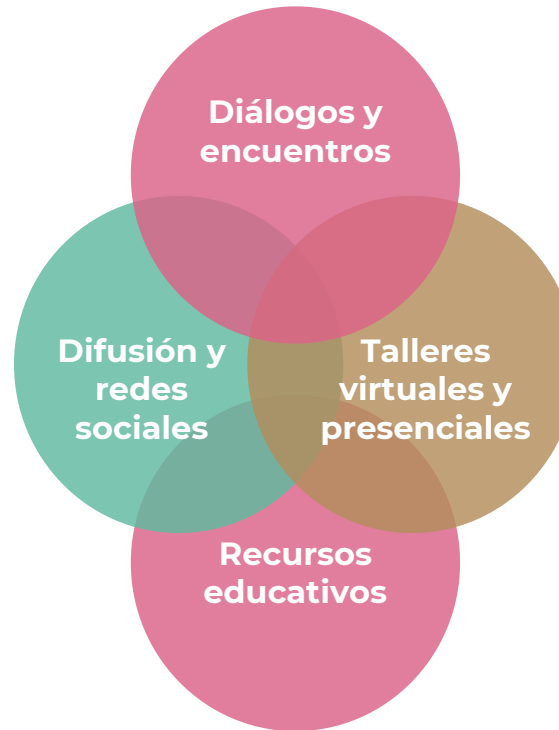 Diálogos y
encuentros
Difusión y
redes
sociales
Talleres
virtuales y
presenciales
Recursos
educativos